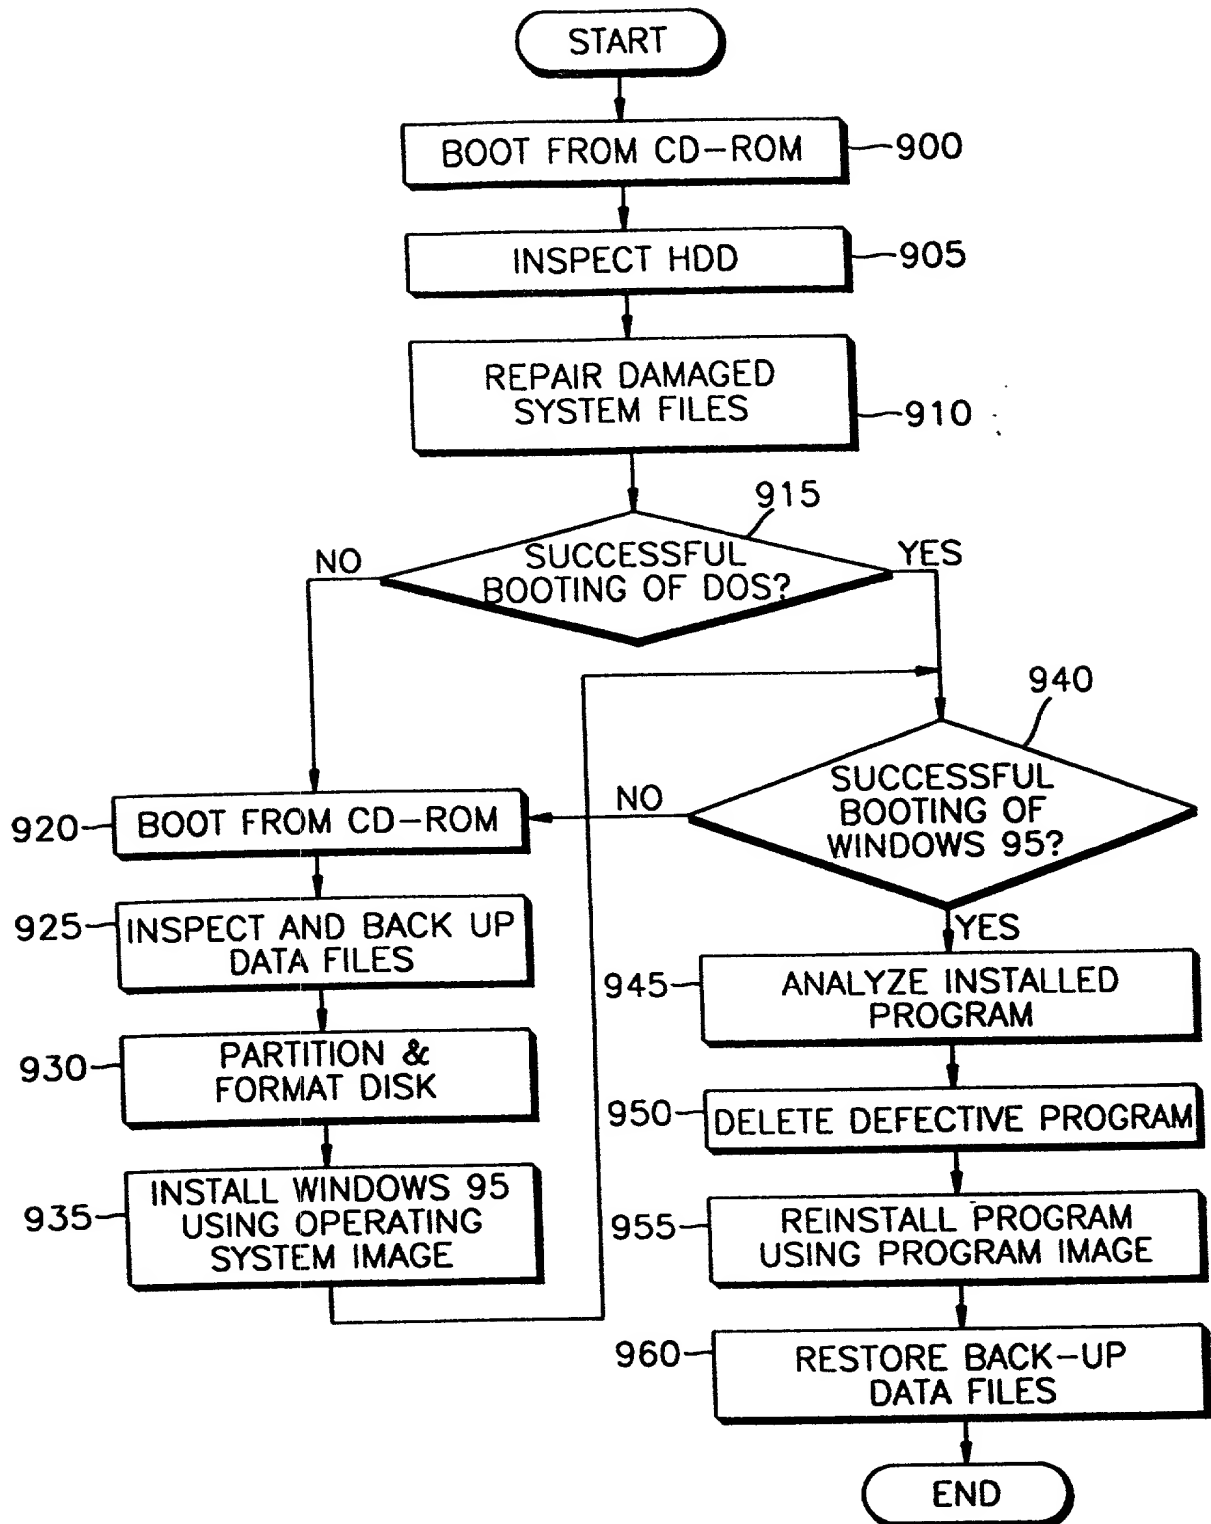 START
BOOT FROM CD-ROM
900
INSPECT HDD
905
REPAIR DAMAGED
SYSTEM FILES
910
915
SUCCESSFUL
BOOTING OF DOS?
NO
YES
940
SUCCESSFUL
BOOTING OF
WINDOWS 95?
NO
YES
920
BOOT FROM CD-ROM
925
INSPECT AND BACK UP
DATA FILES
930
PARTITION &
FORMAT DISK
935
INSTALL WINDOWS 95
USING OPERATING
SYSTEM IMAGE
945
ANALYZE INSTALLED
PROGRAM
950
DELETE DEFECTIVE PROGRAM
955
REINSTALL PROGRAM
USING PROGRAM IMAGE
960
RESTORE BACK-UP
DATA FILES
END